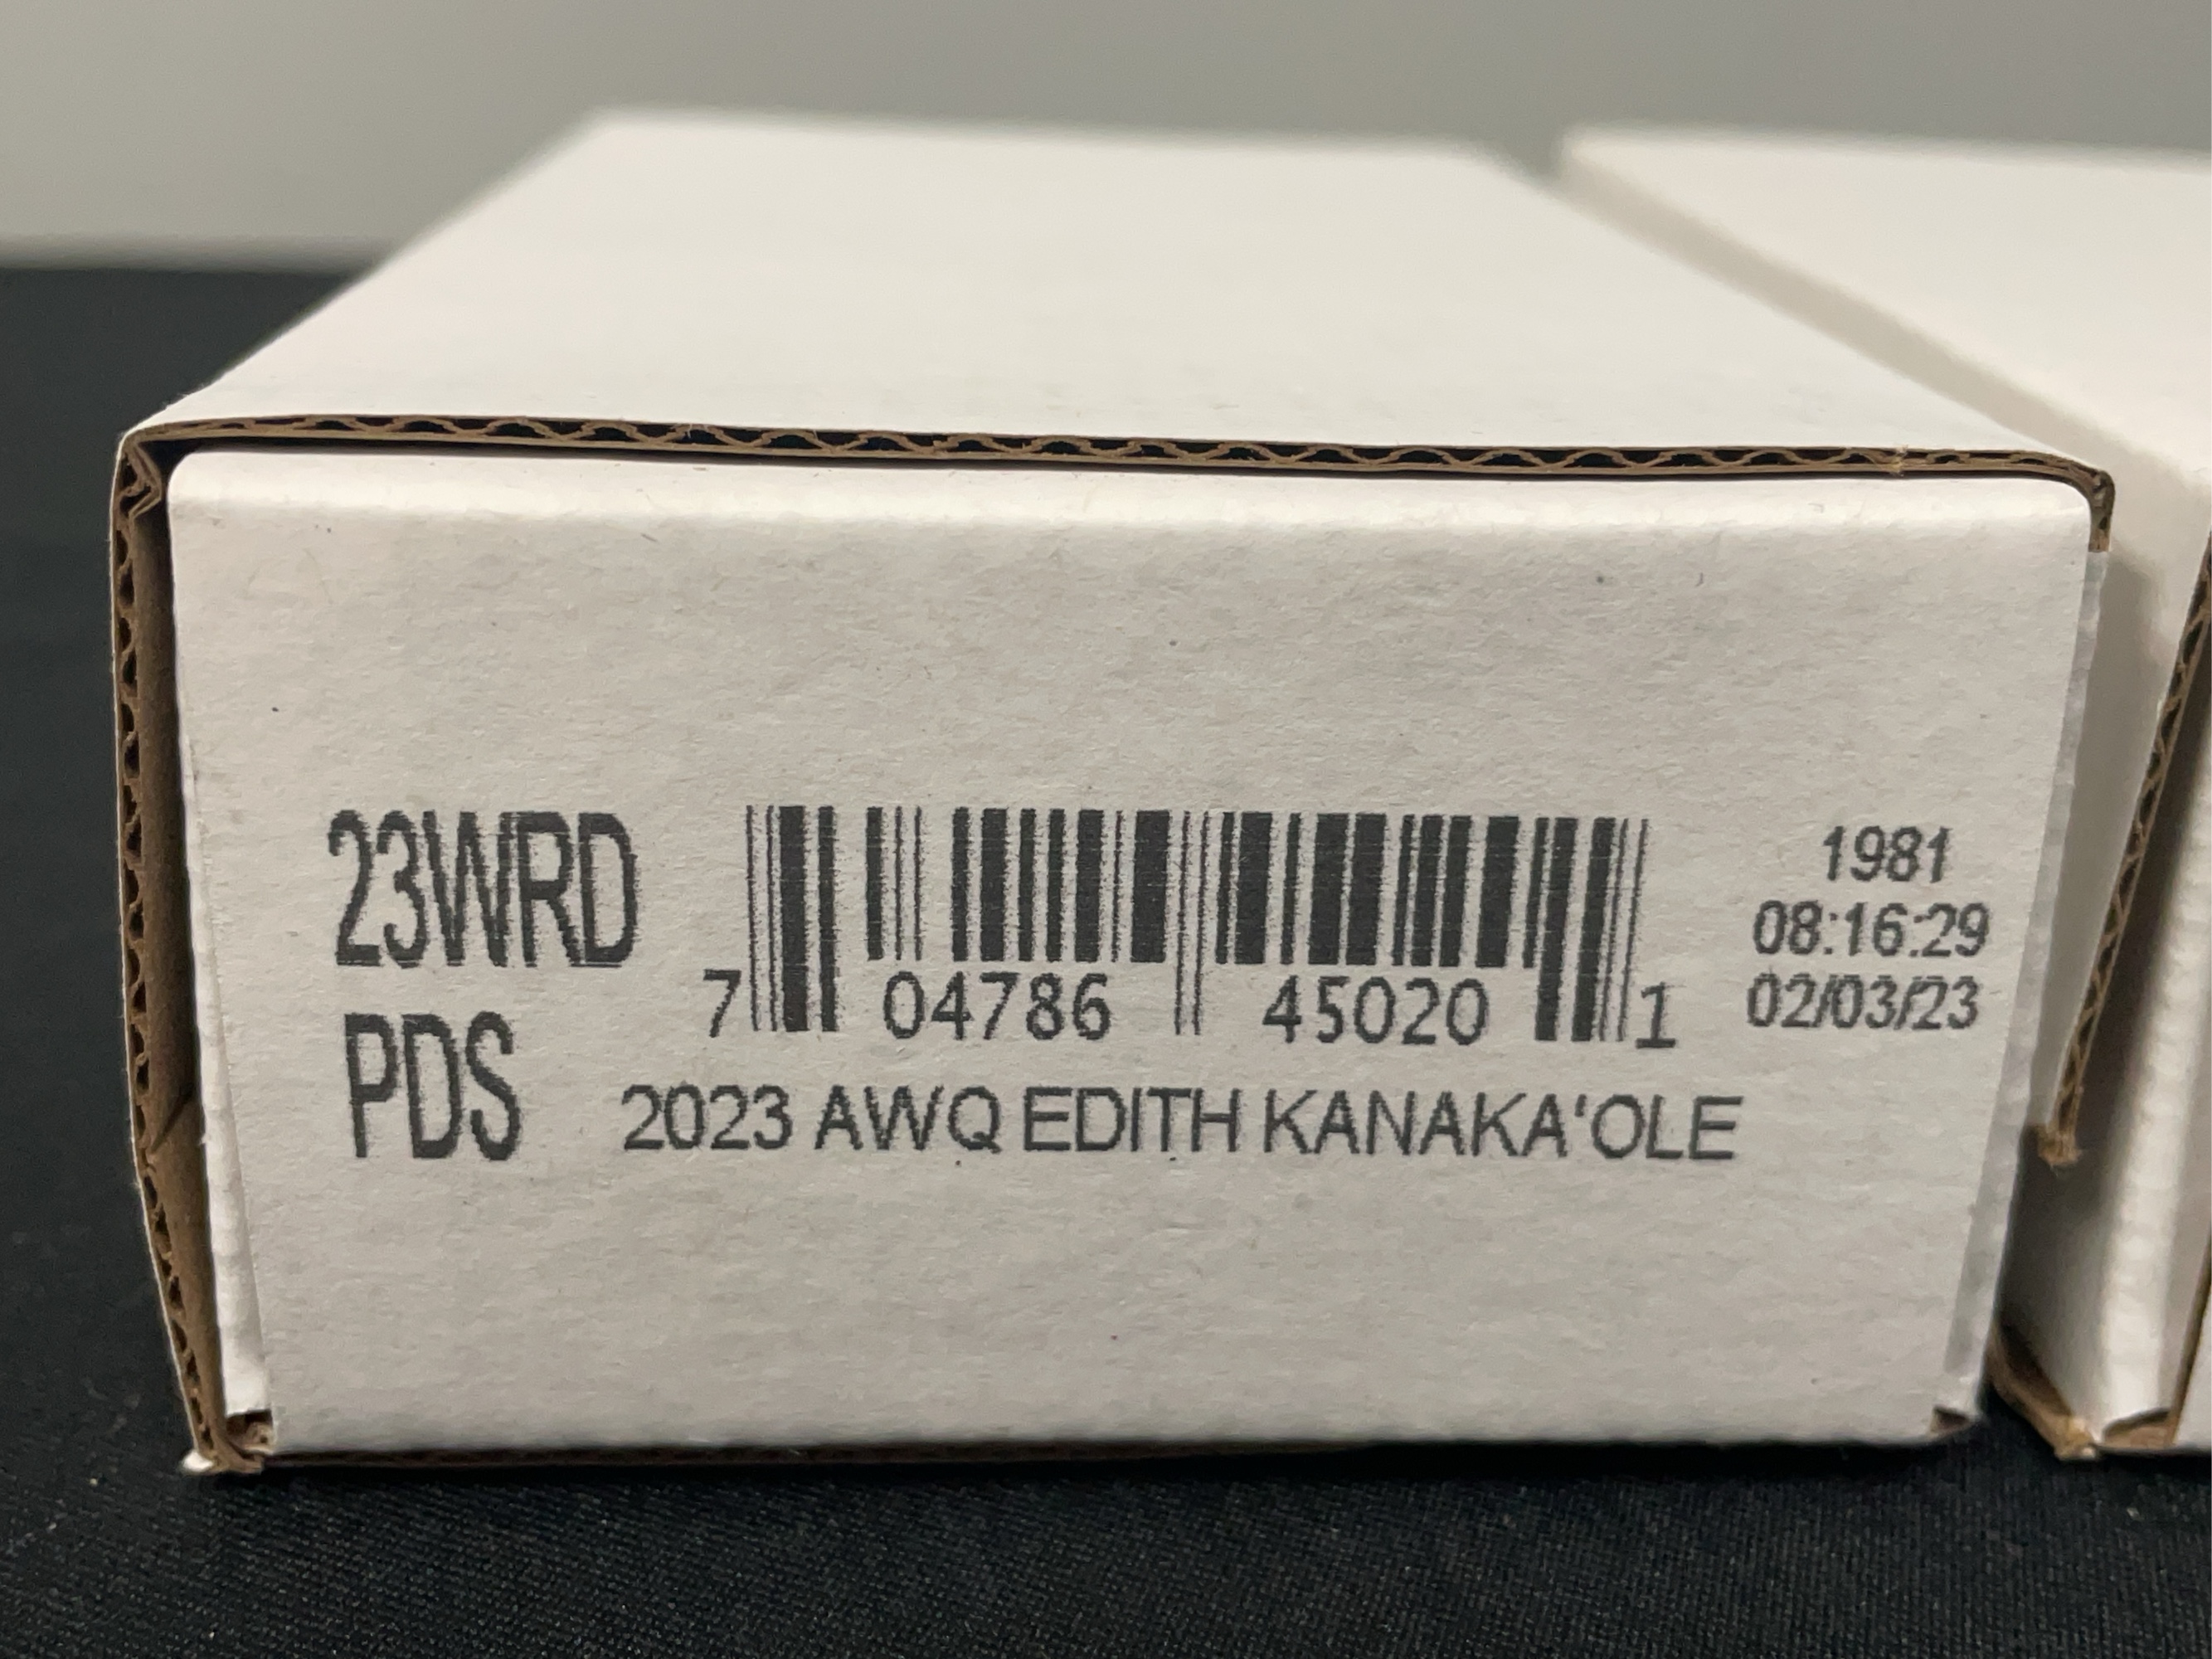 23WRD
PDS
7 04786 45020 1
2023 AWQ EDITH KANAKA'OLE
1981
08:16:29
02/03/23